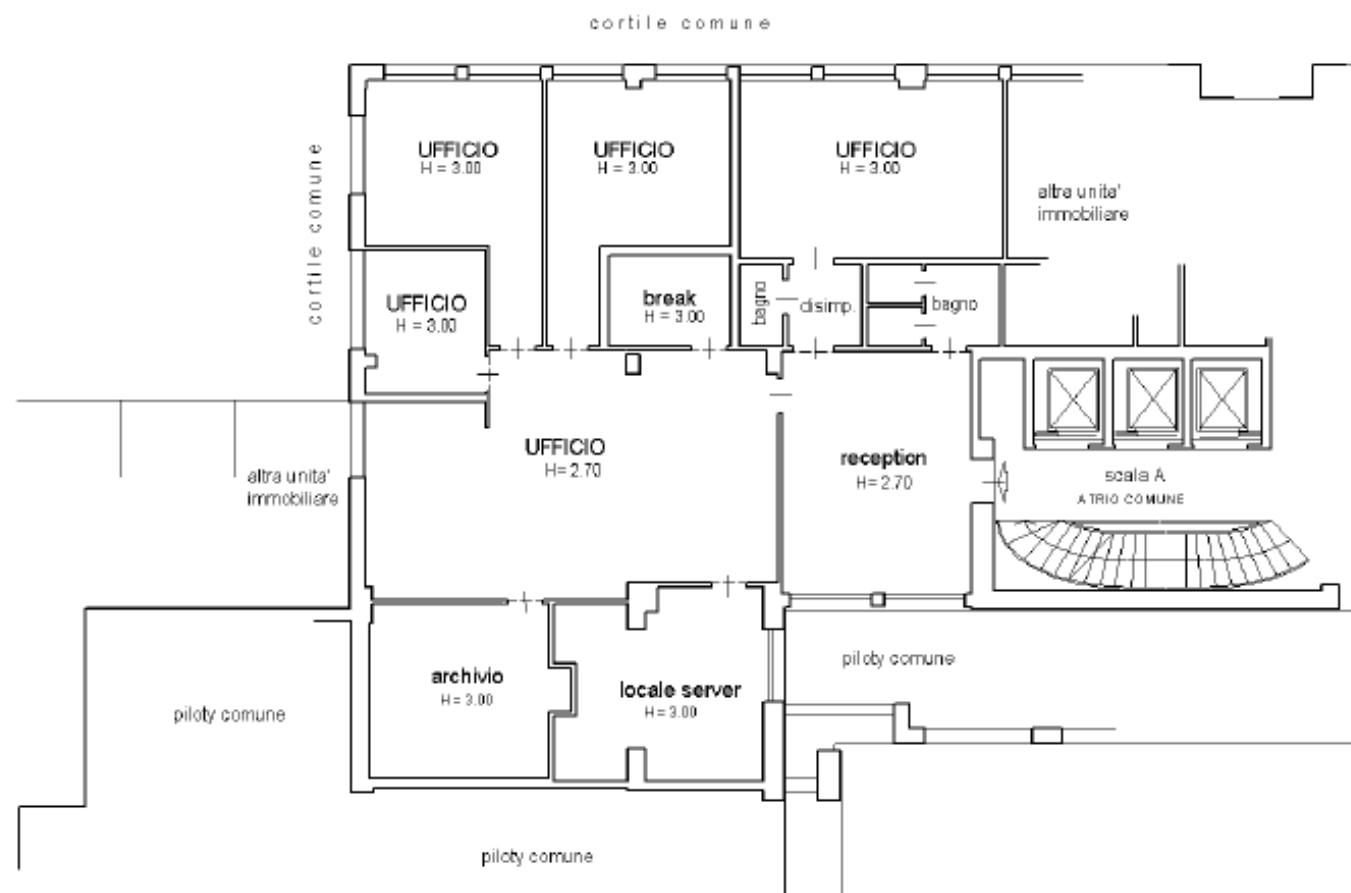 cortile comune
UFFICIO
H = 3.00
UFFICIO
H = 3.00
UFFICIO
H = 3.00
cortile comune
altra unita'
immobiliare
UFFICIO
H = 3.00
break
H = 3.00
bagno
disimp.
bagno
UFFICIO
H= 2.70
reception
H= 2.70
scala A
ATRIO COMUNE
altra unita'
immobiliare
archivio
H= 3.00
locale server
H= 3.00
piloty comune
piloty comune
piloty comune